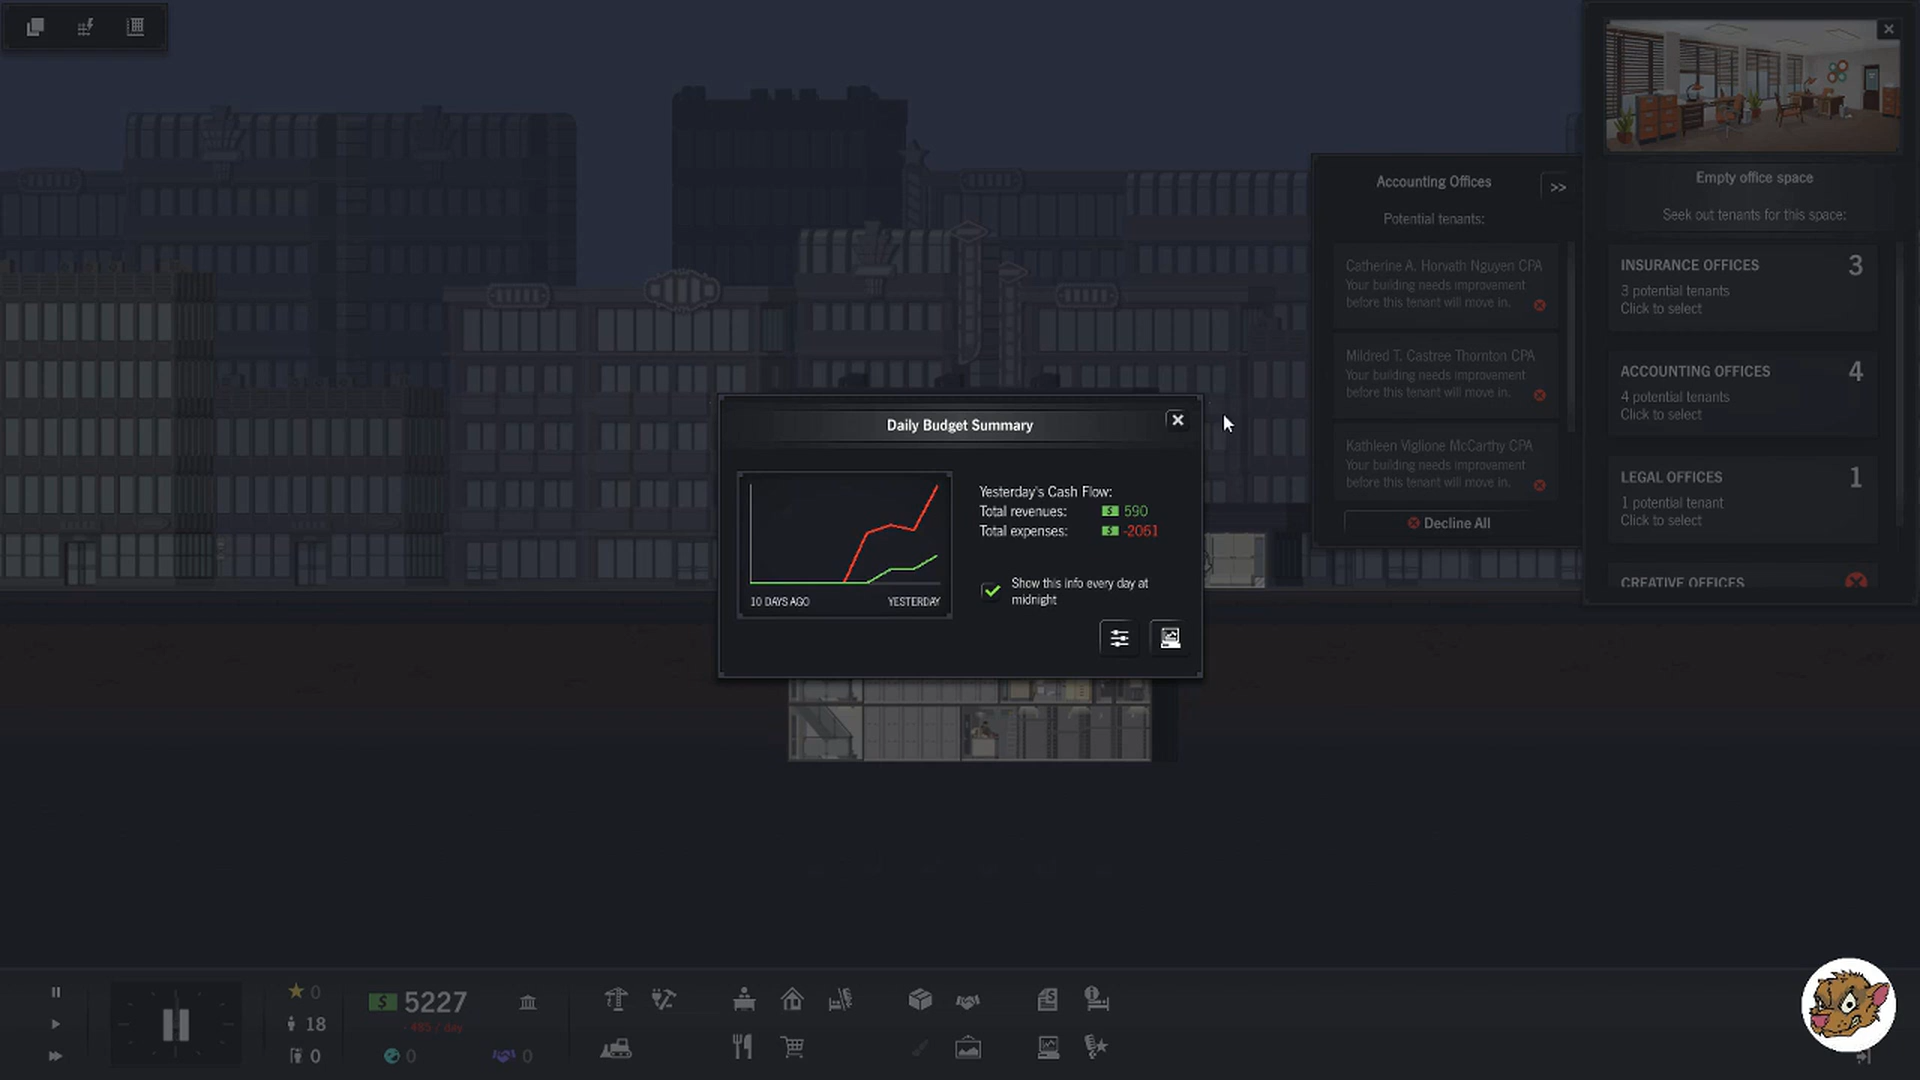 Empty office space
Seek out tenants for this space:
INSURANCE OFFICES 3
3 potential tenants
Click to select
ACCOUNTING OFFICES 4
4 potential tenants
Click to select
LEGAL OFFICES 1
1 potential tenant
Click to select
CREATIVE OFFICES
Accounting Offices >>
Potential tenants:
Catherine A. Horvath Nguyen CPA
Your building needs improvement
before this tenant will move in.
Mildred T. Castree Thornton CPA
Your building needs improvement
before this tenant will move in.
Kathleen Viglione McCarthy CPA
Your building needs improvement
before this tenant will move in.
Decline All
Daily Budget Summary
Yesterday's Cash Flow:
Total revenues: $ 590
Total expenses: $ -2061
10 DAYS AGO YESTERDAY
Show this info every day at
midnight
0
18
0
$ 5227
- 485 / day
0
0